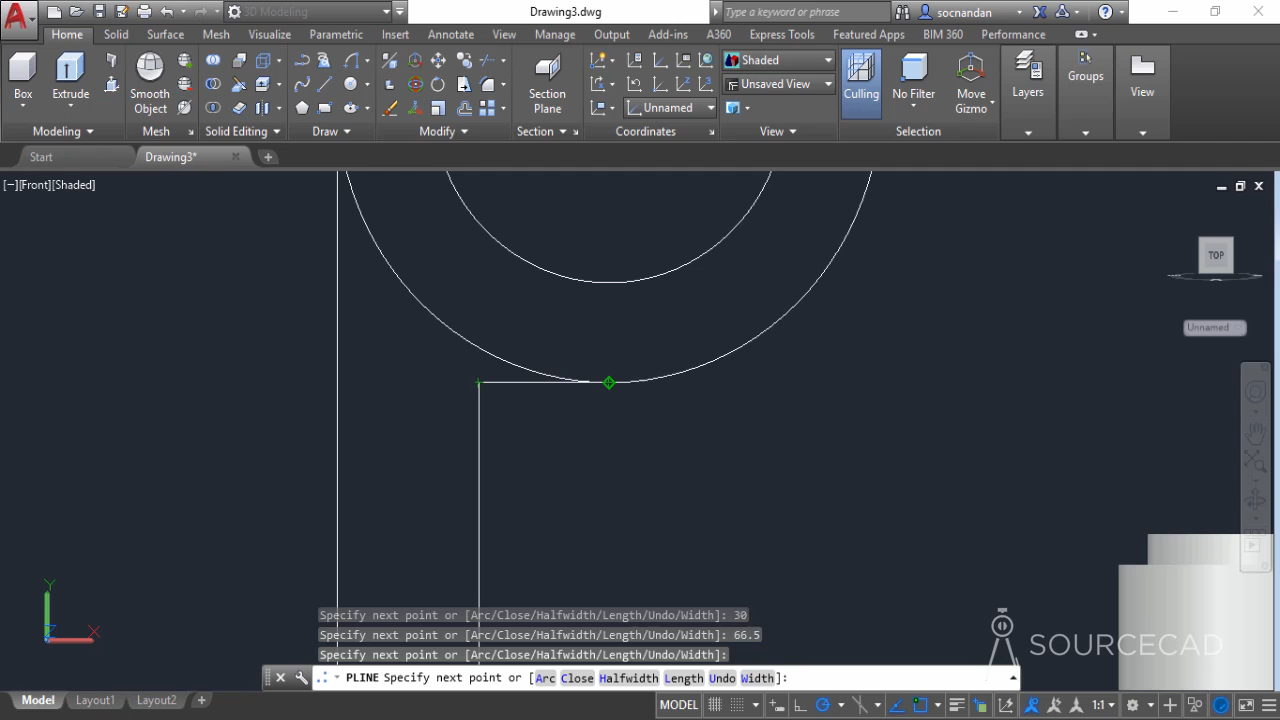 3D Modeling
Drawing3.dwg
Type a keyword or phrase
socnandan
Home
Solid
Surface
Mesh
Visualize
Parametric
Insert
Annotate
View
Manage
Output
Add-ins
A360
Express Tools
Featured Apps
BIM 360
Performance
Box
Extrude
Smooth
Object
Section
Plane
Shaded
Unsaved View
Unnamed
Culling
No Filter
Move
Gizmo
Layers
Groups
View
Modeling
Mesh
Solid Editing
Draw
Modify
Section
Coordinates
View
Selection
Start
Drawing3*
[−][Front][Shaded]
TOP
Unnamed
Y
X
Z
Specify next point or [Arc/Close/Halfwidth/Length/Undo/Width]: 30
Specify next point or [Arc/Close/Halfwidth/Length/Undo/Width]: 66.5
Specify next point or [Arc/Close/Halfwidth/Length/Undo/Width]:
SOURCECAD
PLINE Specify next point or [Arc Close Halfwidth Length Undo Width]:
Model
Layout1
Layout2
MODEL
1:1